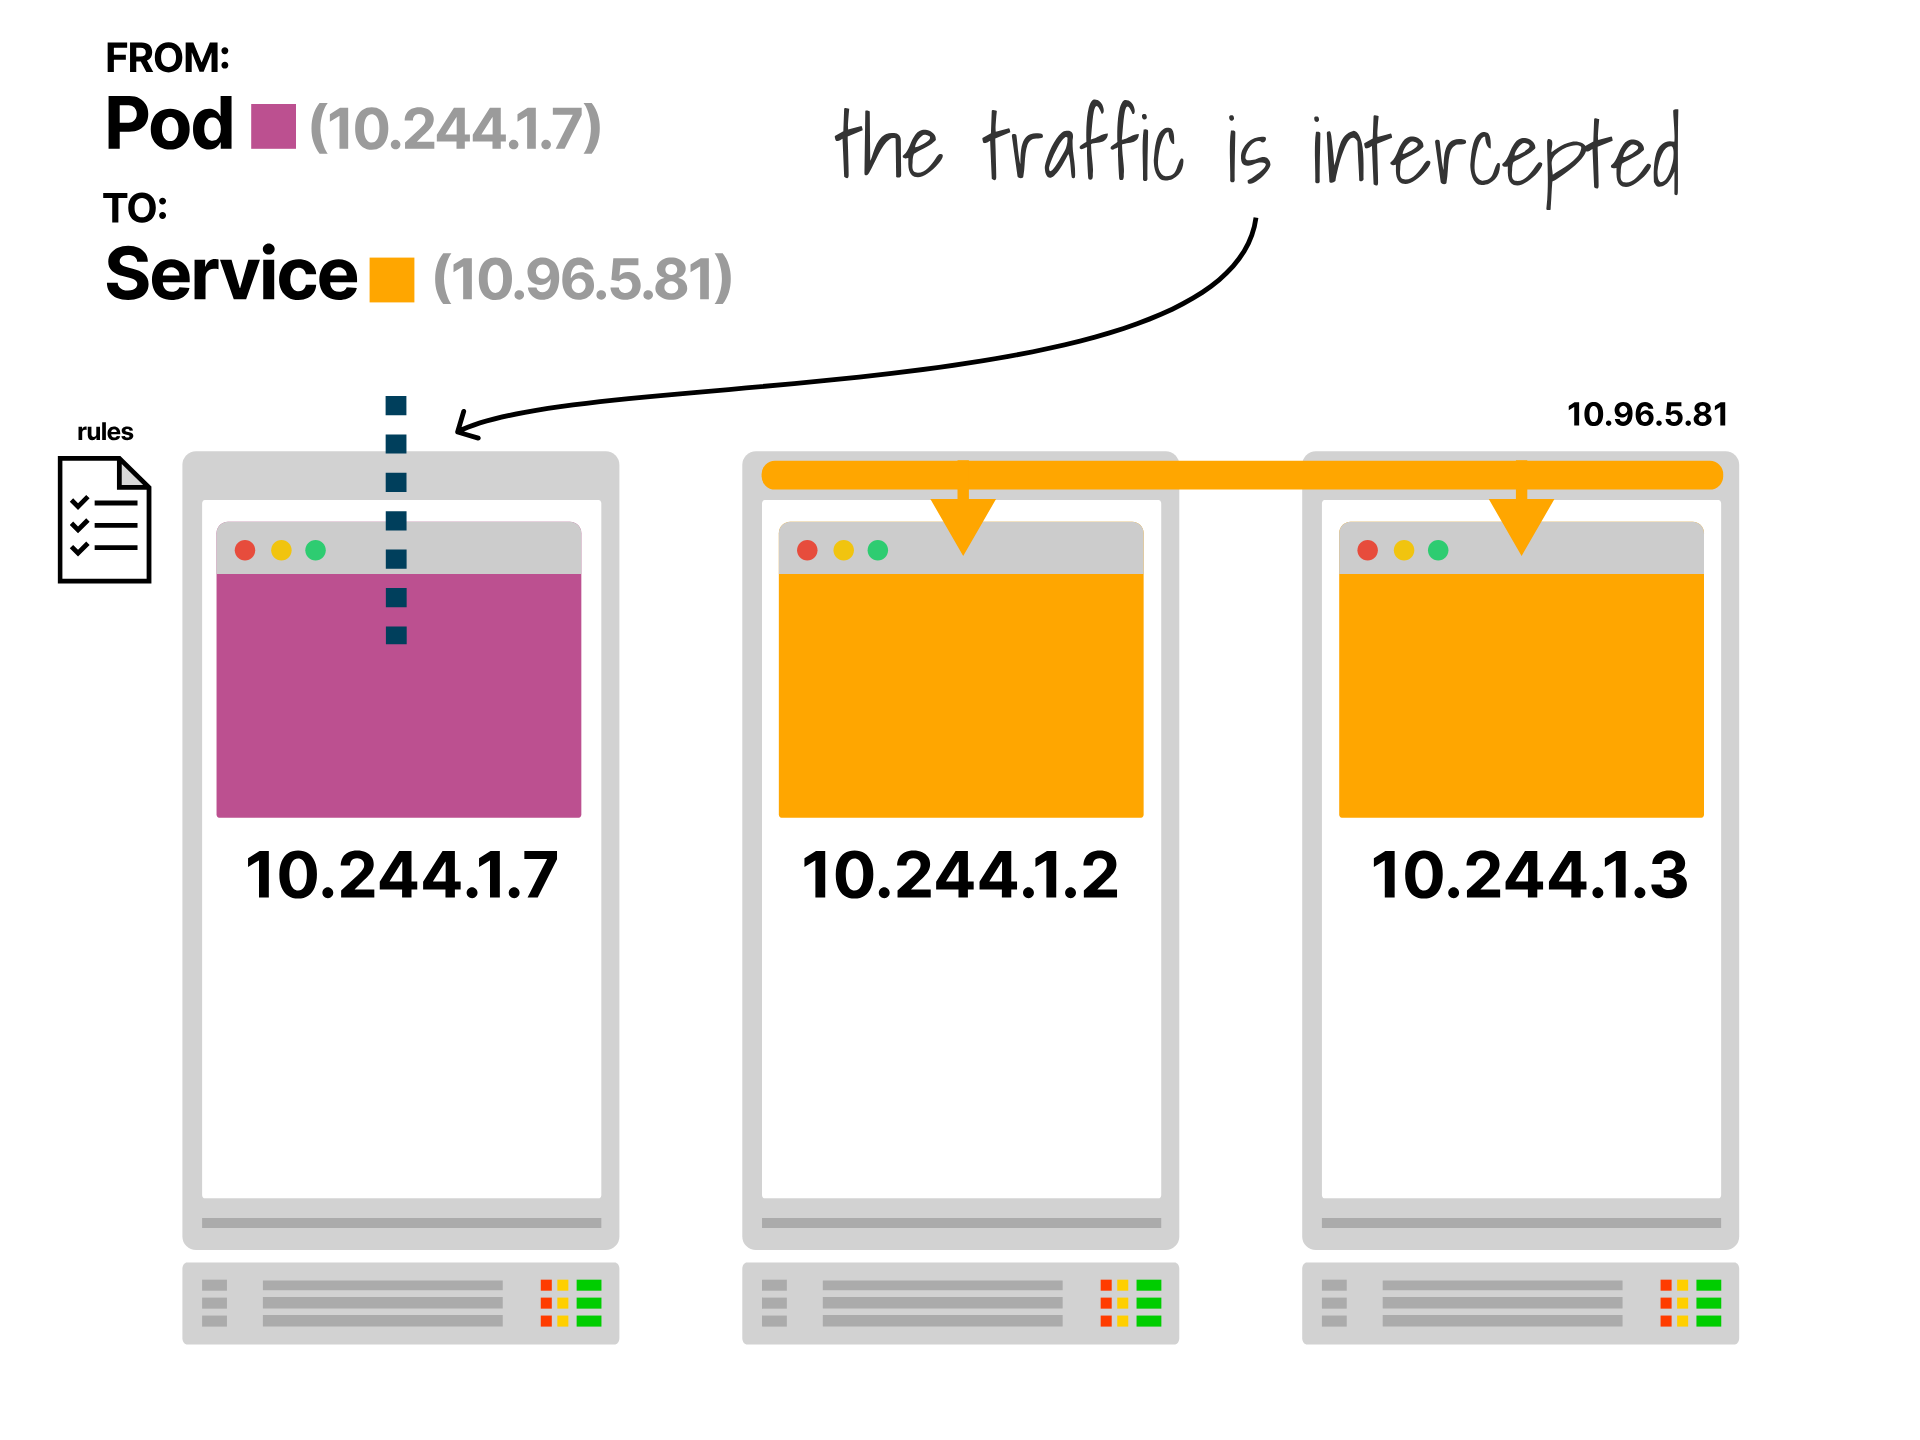 FROM:
Pod (10.244.1.7)
TO:
Service (10.96.5.81)
the traffic is intercepted
rules
10.96.5.81
10.244.1.7
10.244.1.2
10.244.1.3